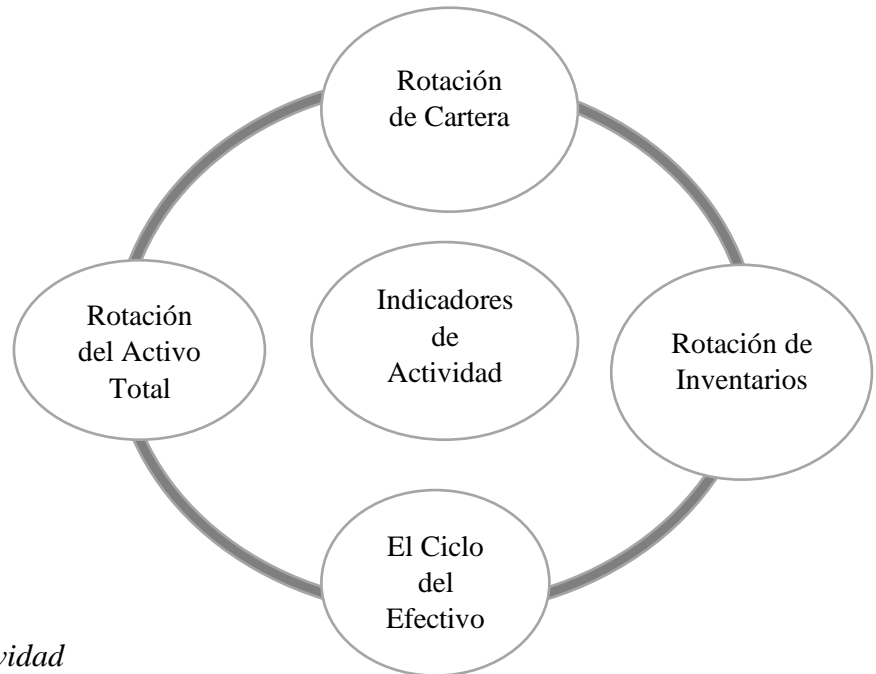 Rotación
de Cartera
Indicadores
de
Actividad
Rotación
del Activo
Total
Rotación de
Inventarios
El Ciclo
del
Efectivo
vidad